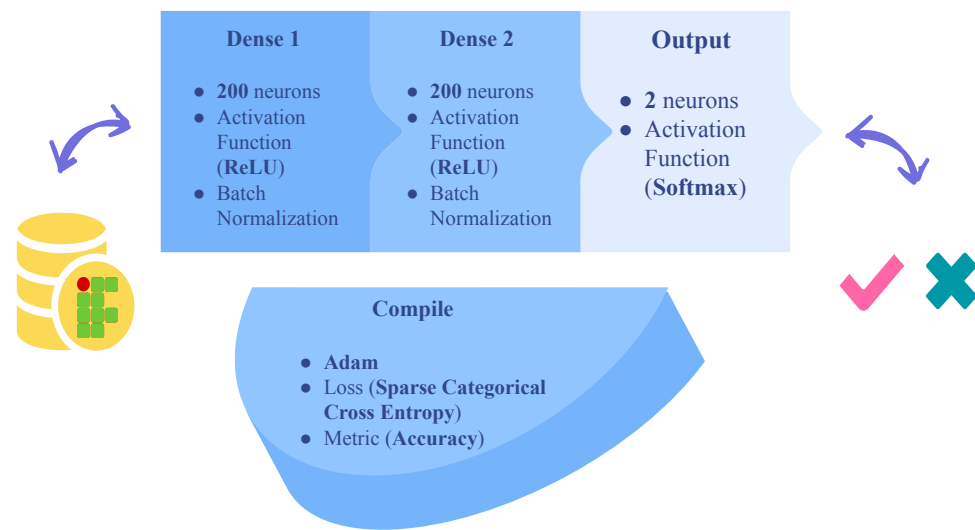 Dense 1
● 200 neurons
● Activation
Function
(ReLU)
● Batch
Normalization
Dense 2
● 200 neurons
● Activation
Function
(ReLU)
● Batch
Normalization
Output
● 2 neurons
● Activation
Function
(Softmax)
Compile
● Adam
● Loss (Sparse Categorical
Cross Entropy)
● Metric (Accuracy)